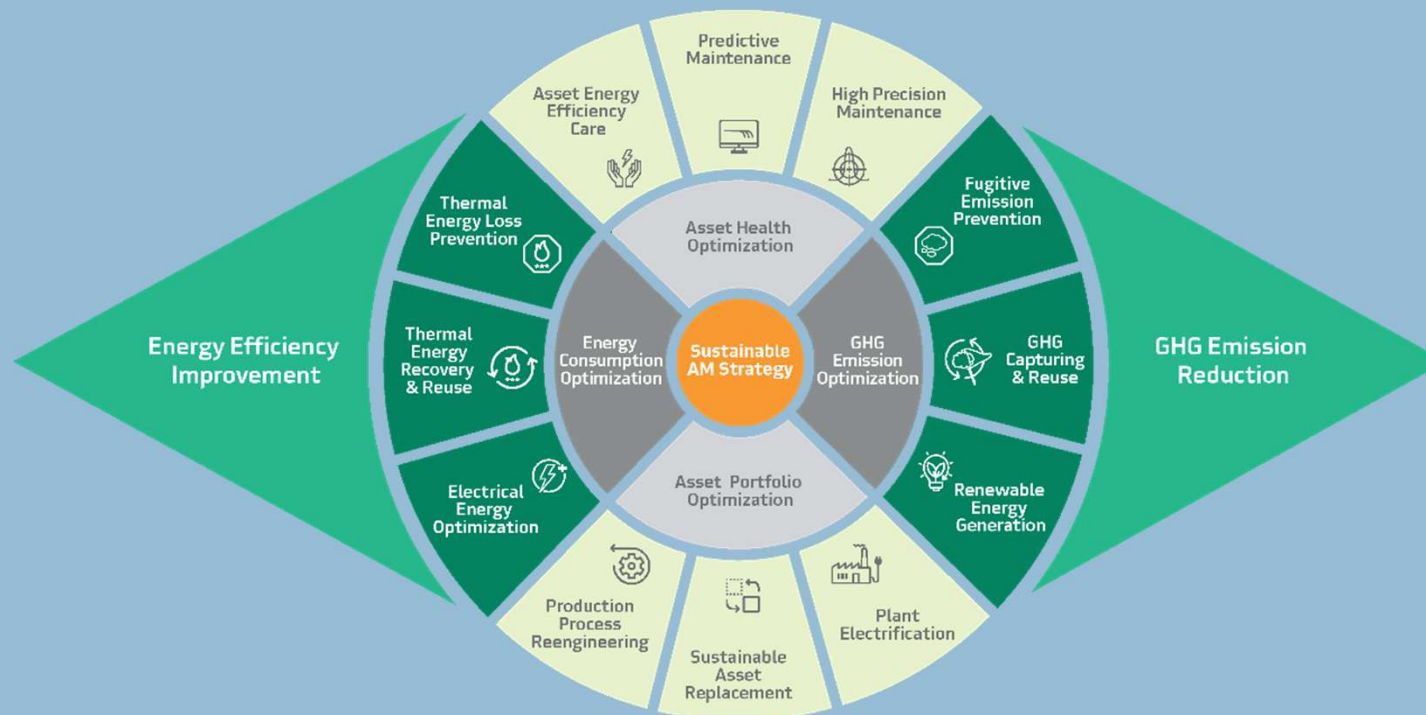 Predictive
Maintenance
Asset Energy
Efficiency
Care
High Precision
Maintenance
Thermal
Energy Loss
Prevention
Fugitive
Emission
Prevention
Asset Health
Optimization
Energy Efficiency
Improvement
Thermal
Energy
Recovery
& Reuse
Energy
Consumption
Optimization
Sustainable
AM Strategy
GHG
Emission
Optimization
GHG
Capturing
& Reuse
GHG Emission
Reduction
Electrical
Energy
Optimization
Asset Portfolio
Optimization
Renewable
Energy
Generation
Production
Process
Reengineering
Sustainable
Asset
Replacement
Plant
Electrification